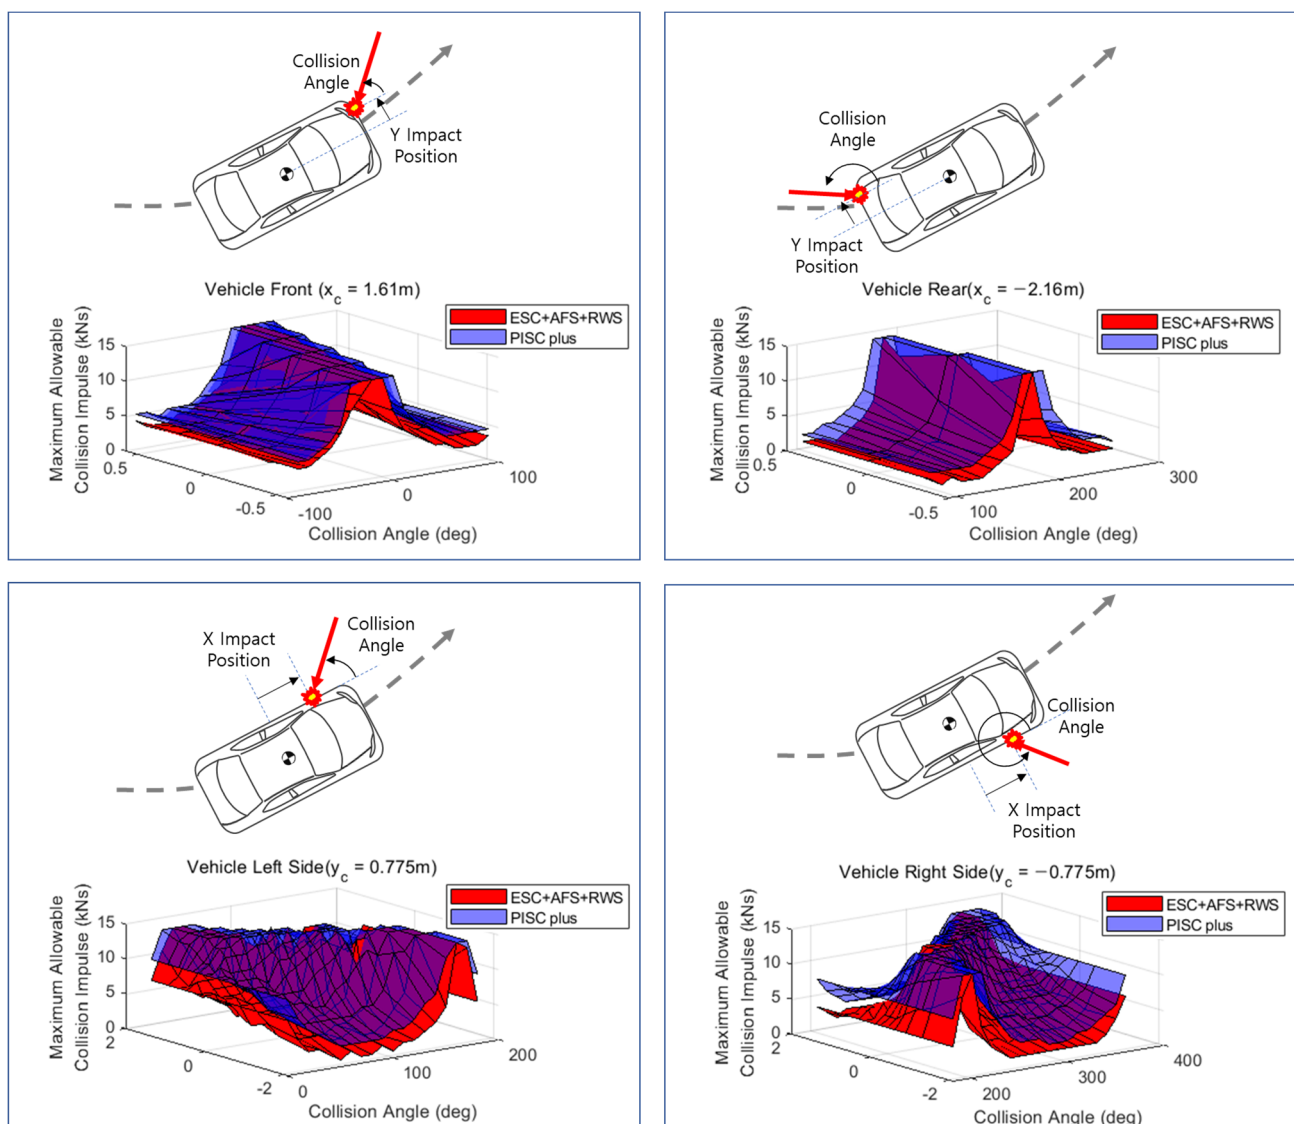 Collision
Angle
Y Impact
Position
Vehicle Front (x_c = 1.61m)
ESC+AFS+RWS
PISC plus
Maximum Allowable
Collision Impulse (kNs)
15
10
5
0
0.5
0
-0.5
-100
0
100
Collision Angle (deg)
Collision
Angle
Y Impact
Position
Vehicle Rear(x_c = −2.16m)
ESC+AFS+RWS
PISC plus
Maximum Allowable
Collision Impulse (kNs)
15
10
5
0
0.5
0
-0.5
100
200
300
Collision Angle (deg)
X Impact
Position
Collision
Angle
Vehicle Left Side(y_c = 0.775m)
ESC+AFS+RWS
PISC plus
Maximum Allowable
Collision Impulse (kNs)
15
10
5
0
2
0
-2
0
100
200
Collision Angle (deg)
Collision
Angle
X Impact
Position
Vehicle Right Side(y_c = −0.775m)
ESC+AFS+RWS
PISC plus
Maximum Allowable
Collision Impulse (kNs)
15
10
5
0
2
0
-2
200
300
400
Collision Angle (deg)